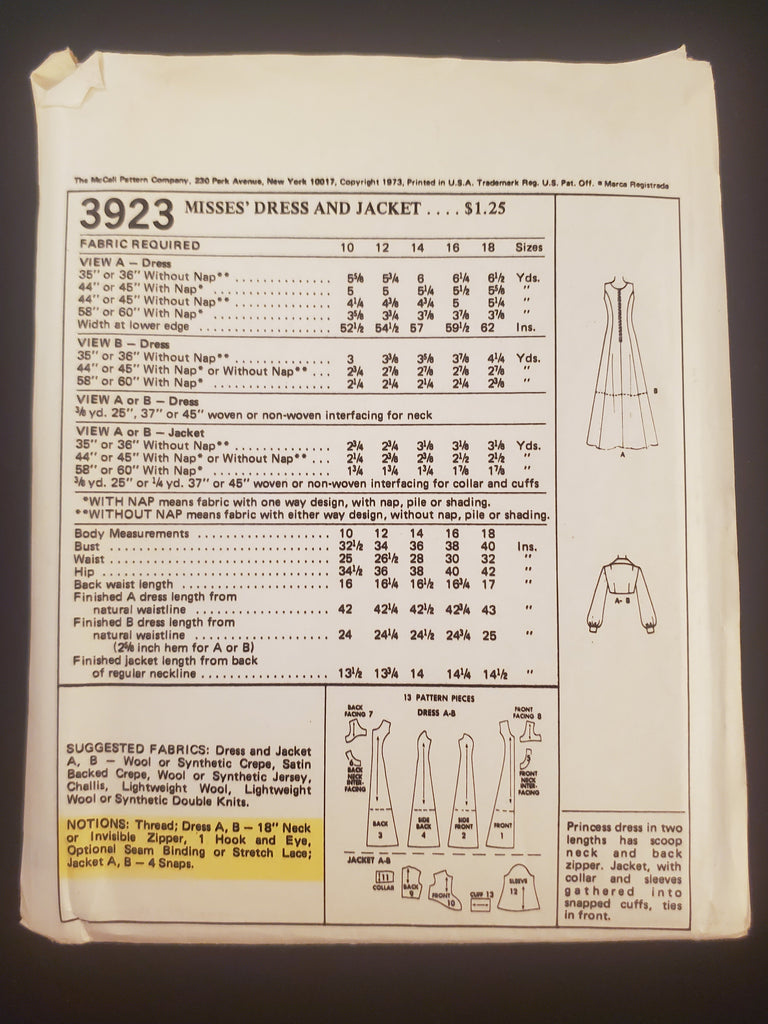 The McCall Pattern Company, 230 Park Avenue, New York 10017, Copyright 1973, Printed in U.S.A. Trademark Reg. U.S. Pat. Off. • Marca Registrada
3923 MISSES' DRESS AND JACKET .... $1.25
FABRIC REQUIRED 10 12 14 16 18 Sizes
VIEW A — Dress
35" or 36" Without Nap** 5⅝ 5¾ 6 6¼ 6½ Yds.
44" or 45" With Nap* 5 5 5¼ 5½ 5⅝ "
44" or 45" Without Nap** 4¼ 4⅜ 4¾ 5 5¼ "
58" or 60" With Nap* 3⅝ 3¾ 3⅞ 3⅞ 3⅞ "
Width at lower edge 52½ 54½ 57 59½ 62 Ins.
VIEW B — Dress
35" or 36" Without Nap** 3 3⅜ 3⅝ 3⅞ 4¼ Yds.
44" or 45" With Nap* or Without Nap** 2¾ 2⅞ 2⅞ 2⅞ 2⅞ "
58" or 60" With Nap* 2¼ 2¼ 2¼ 2¼ 2⅜ "
VIEW A or B — Dress
⅜ yd. 25", 37" or 45" woven or non-woven interfacing for neck
VIEW A or B — Jacket
35" or 36" Without Nap** 2¾ 2¾ 3⅛ 3⅛ 3⅛ Yds.
44" or 45" With Nap* or Without Nap** 2¼ 2⅜ 2⅜ 2½ 2½ "
58" or 60" With Nap* 1¾ 1¾ 1¾ 1⅞ 1⅞ "
⅜ yd. 25" or ¼ yd. 37" or 45" woven or non-woven interfacing for collar and cuffs
*WITH NAP means fabric with one way design, with nap, pile or shading.
**WITHOUT NAP means fabric with either way design, without nap, pile or shading.
Body Measurements 10 12 14 16 18
Bust 32½ 34 36 38 40 Ins.
Waist 25 26½ 28 30 32 "
Hip 34½ 36 38 40 42 "
Back waist length 16 16¼ 16½ 16¾ 17 "
Finished A dress length from
natural waistline 42 42¼ 42½ 42¾ 43 "
Finished B dress length from
natural waistline 24 24¼ 24½ 24¾ 25 "
(2⅝ inch hem for A or B)
Finished jacket length from back
of regular neckline 13½ 13¾ 14 14¼ 14½ "
B
A
A- B
SUGGESTED FABRICS: Dress and Jacket
A, B — Wool or Synthetic Crepe, Satin
Backed Crepe, Wool or Synthetic Jersey,
Challis, Lightweight Wool, Lightweight
Wool or Synthetic Double Knits.
NOTIONS: Thread; Dress A, B — 18" Neck
or Invisible Zipper, 1 Hook and Eye,
Optional Seam Binding or Stretch Lace;
Jacket A, B — 4 Snaps.
13 PATTERN PIECES
DRESS A-B
BACK
FACING 7
FRONT
FACING 8
BACK
NECK
INTER-
FACING
FRONT
NECK
INTER-
FACING
BACK
3
SIDE
BACK
4
SIDE
FRONT
2
FRONT
1
JACKET A-B
11
COLLAR
BACK
9
FRONT
10
CUFF 13
SLEEVE
12
Princess dress in two
lengths has scoop
neck and back
zipper. Jacket, with
collar and sleeves
gathered into
snapped cuffs, ties
in front.